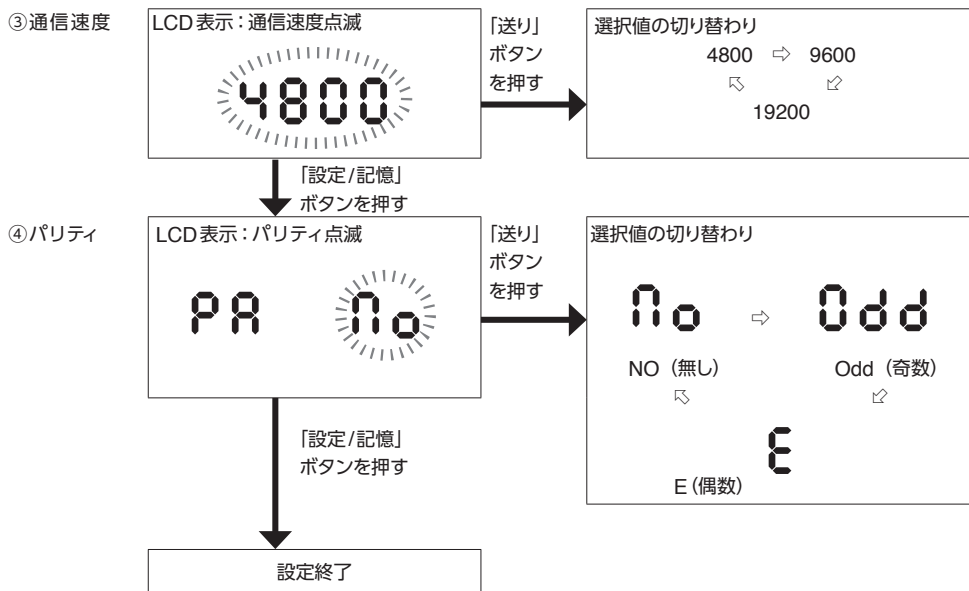 ③通信速度
LCD表示：通信速度点滅
4800
「送り」
ボタン
を押す
選択値の切り替わり
4800 ⇨ 9600
19200
「設定/記憶」
ボタンを押す
④パリティ
LCD表示：パリティ点滅
PA no
「送り」
ボタン
を押す
選択値の切り替わり
no ⇨ Odd
NO（無し） Odd（奇数）
E
E（偶数）
「設定/記憶」
ボタンを押す
設定終了